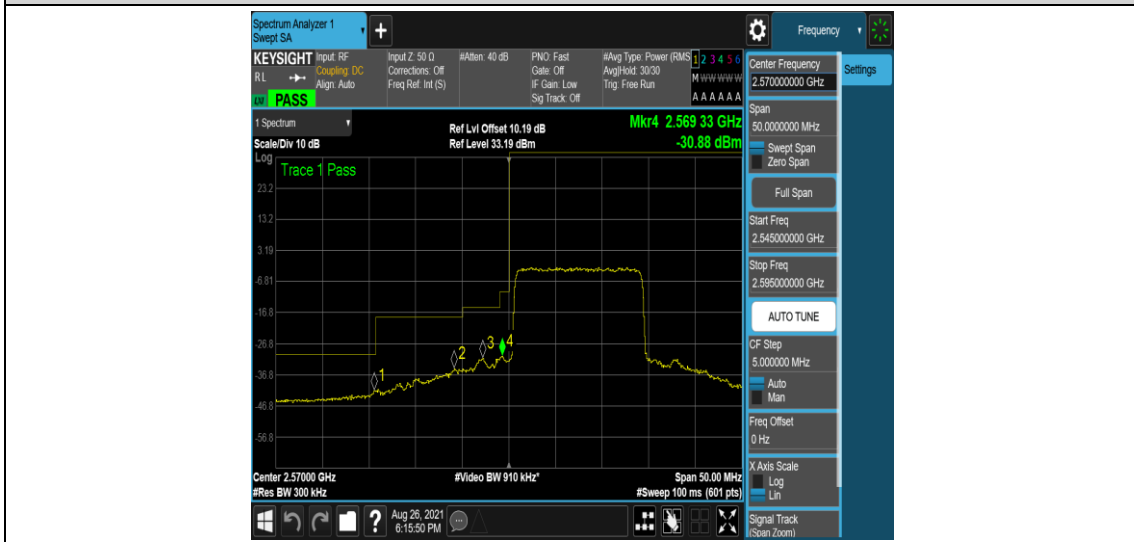 Spectrum Analyzer 1
Swept SA
+
Frequency
KEYSIGHT
RL
PASS
Input: RF
Coupling: DC
Align: Auto
Input Z: 50 Ω
Corrections: Off
Freq Ref: Int (S)
#Atten: 40 dB
PNO: Fast
Gate: Off
IF Gain: Low
Sig Track: Off
#Avg Type: Power (RMS
Avg|Hold: 30/30
Trig: Free Run
1 2 3 4 5 6
M W W W W W
A A A A A A
Center Frequency
2.570000000 GHz
Settings
Span
50.0000000 MHz
Swept Span
Zero Span
Full Span
Start Freq
2.545000000 GHz
Stop Freq
2.595000000 GHz
AUTO TUNE
CF Step
5.000000 MHz
Auto
Man
Freq Offset
0 Hz
X Axis Scale
Log
Lin
Signal Track
(Span Zoom)
1 Spectrum
Scale/Div 10 dB
Ref Lvl Offset 10.19 dB
Ref Level 33.19 dBm
Mkr4 2.569 33 GHz
-30.88 dBm
Log
Trace 1 Pass
23.2
13.2
3.19
-6.81
-16.8
-26.8
-36.8
-46.8
-56.8
1
2
3
4
Center 2.57000 GHz
#Video BW 910 kHz*
Span 50.00 MHz
#Res BW 300 kHz
#Sweep 100 ms (601 pts)
?
Aug 26, 2021
6:15:50 PM